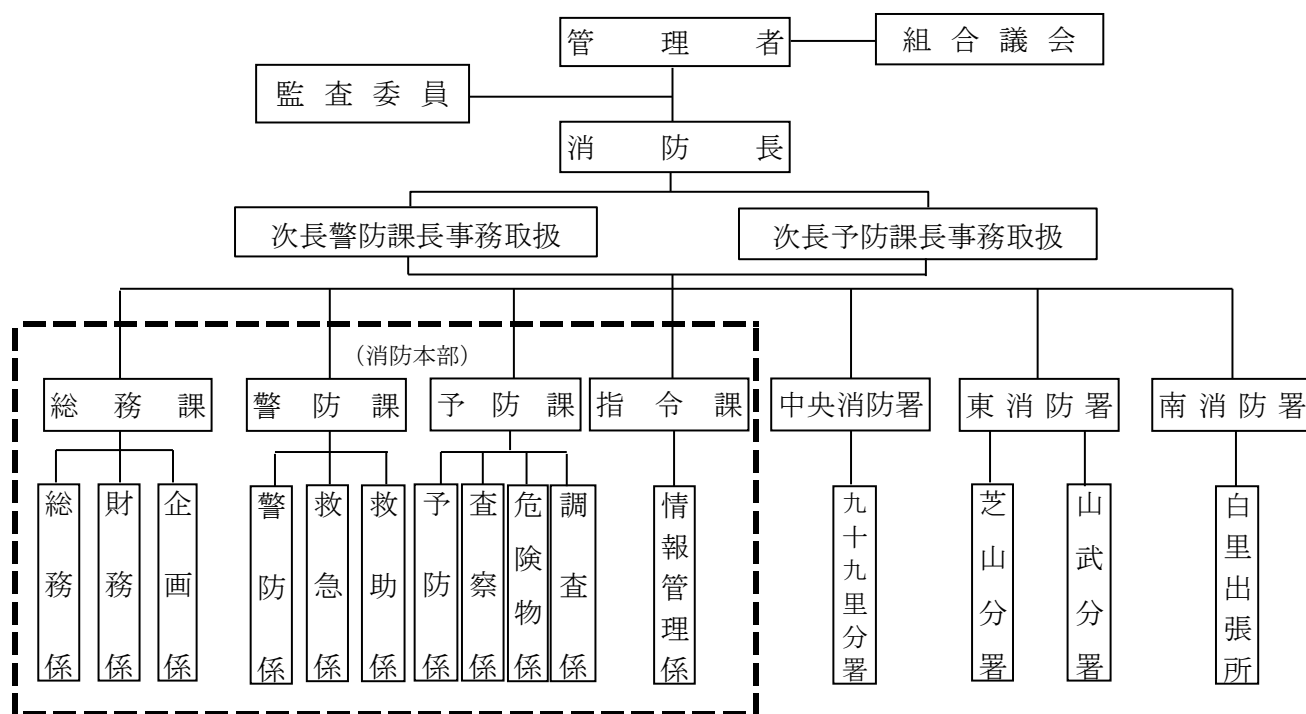 管理者
組合議会
監査委員
消防長
次長警防課長事務取扱
次長予防課長事務取扱
（消防本部）
総務課
警防課
予防課
指令課
中央消防署
東消防署
南消防署
総務係
財務係
企画係
警防係
救急係
救助係
予防係
査察係
危険物係
調査係
情報管理係
九十九里分署
芝山分署
山武分署
白里出張所